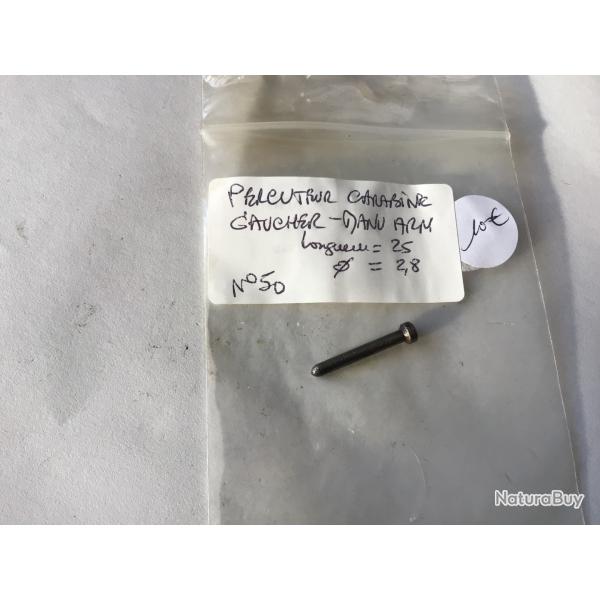 PERCUTEUR CARABINE
GAUCHER - MANU ARM
longueur = 25
Ø = 2,8
N°50
10€
NaturaBuy